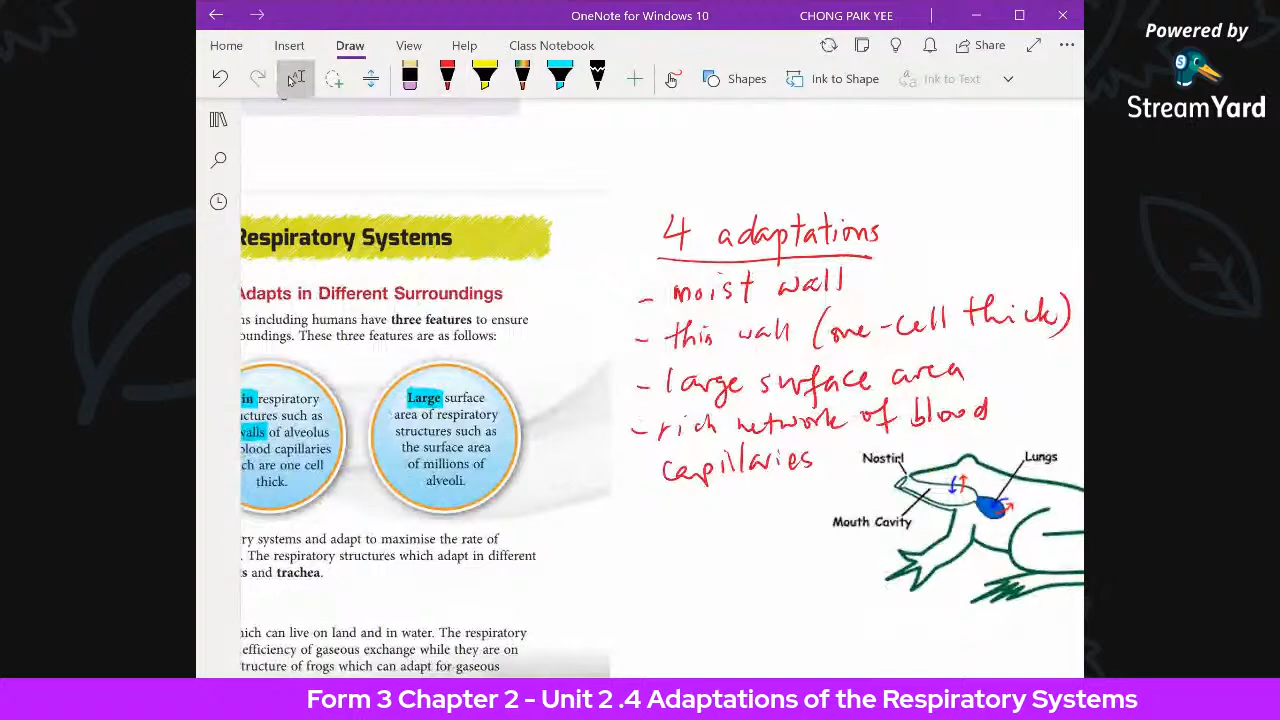 OneNote for Windows 10
CHONG PAIK YEE
Powered by
StreamYard
Home
Insert
Draw
View
Help
Class Notebook
Share
Shapes
Ink to Shape
Ink to Text
Respiratory Systems
Adapts in Different Surroundings
ns including humans have three features to ensure
oundings. These three features are as follows:
in respiratory
uctures such as
walls of alveolus
blood capillaries
ch are one cell
thick.
Large surface
area of respiratory
structures such as
the surface area
of millions of
alveoli.
ry systems and adapt to maximise the rate of
. The respiratory structures which adapt in different
s and trachea.
hich can live on land and in water. The respiratory
efficiency of gaseous exchange while they are on
tructure of frogs which can adapt for gaseous
4 adaptations
- moist wall
- thin wall (one-cell thick)
- large surface area
- rich network of blood
capillaries
Nostirl
Lungs
Mouth Cavity
Form 3 Chapter 2 - Unit 2 .4 Adaptations of the Respiratory Systems